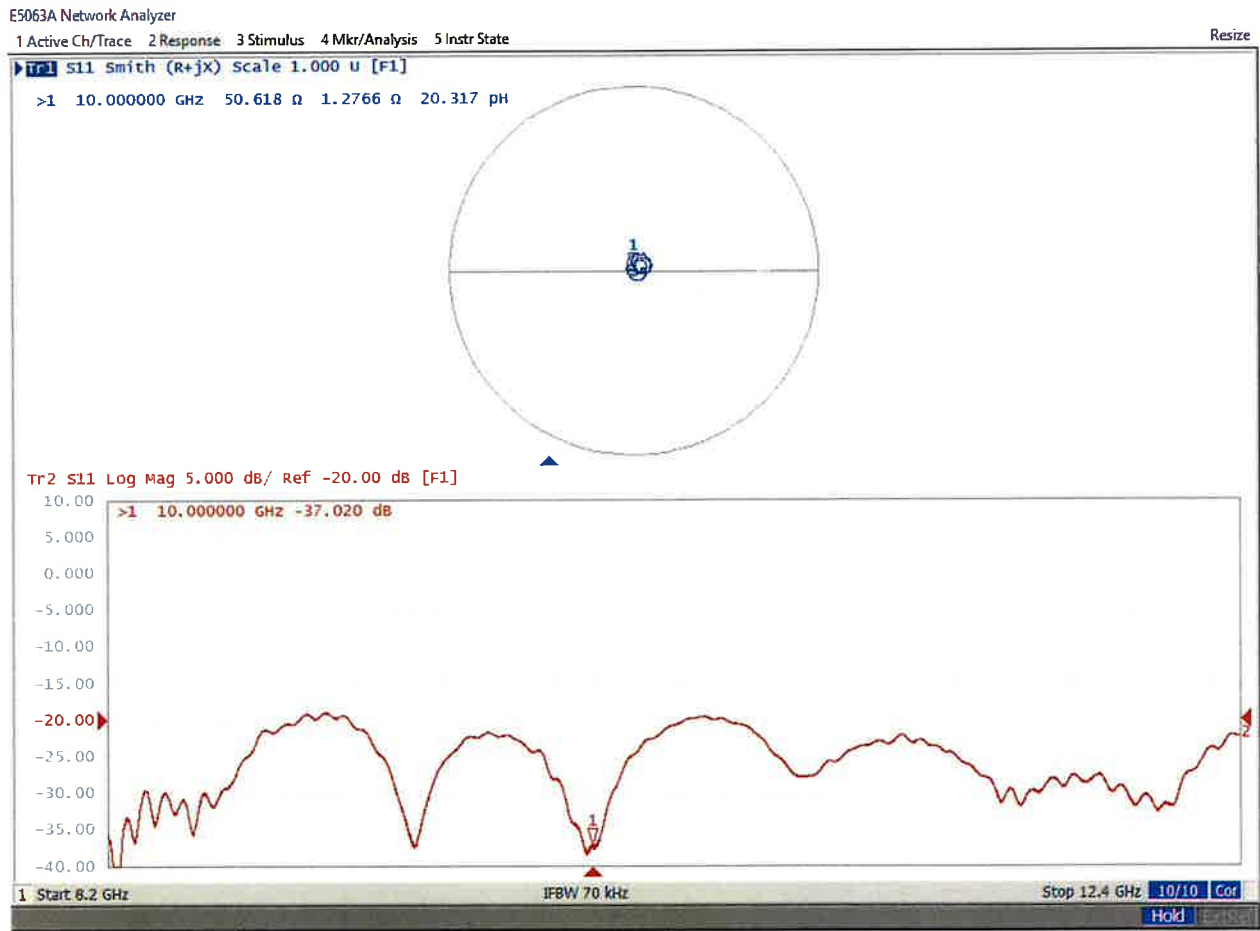 E5063A Network Analyzer
1 Active Ch/Trace 2 Response 3 Stimulus 4 Mkr/Analysis 5 Instr State Resize
Tr1 S11 Smith (R+jX) Scale 1.000 U [F1]
>1 10.000000 GHz 50.618 Ω 1.2766 Ω 20.317 pH
1
Tr2 S11 Log Mag 5.000 dB/ Ref -20.00 dB [F1]
10.00
>1 10.000000 GHz -37.020 dB
5.000
0.000
-5.000
-10.00
-15.00
-20.00
2
-25.00
-30.00
1
-35.00
-40.00
1 Start 8.2 GHz IFBW 70 kHz Stop 12.4 GHz 10/10 Cor
Hold ExtRef